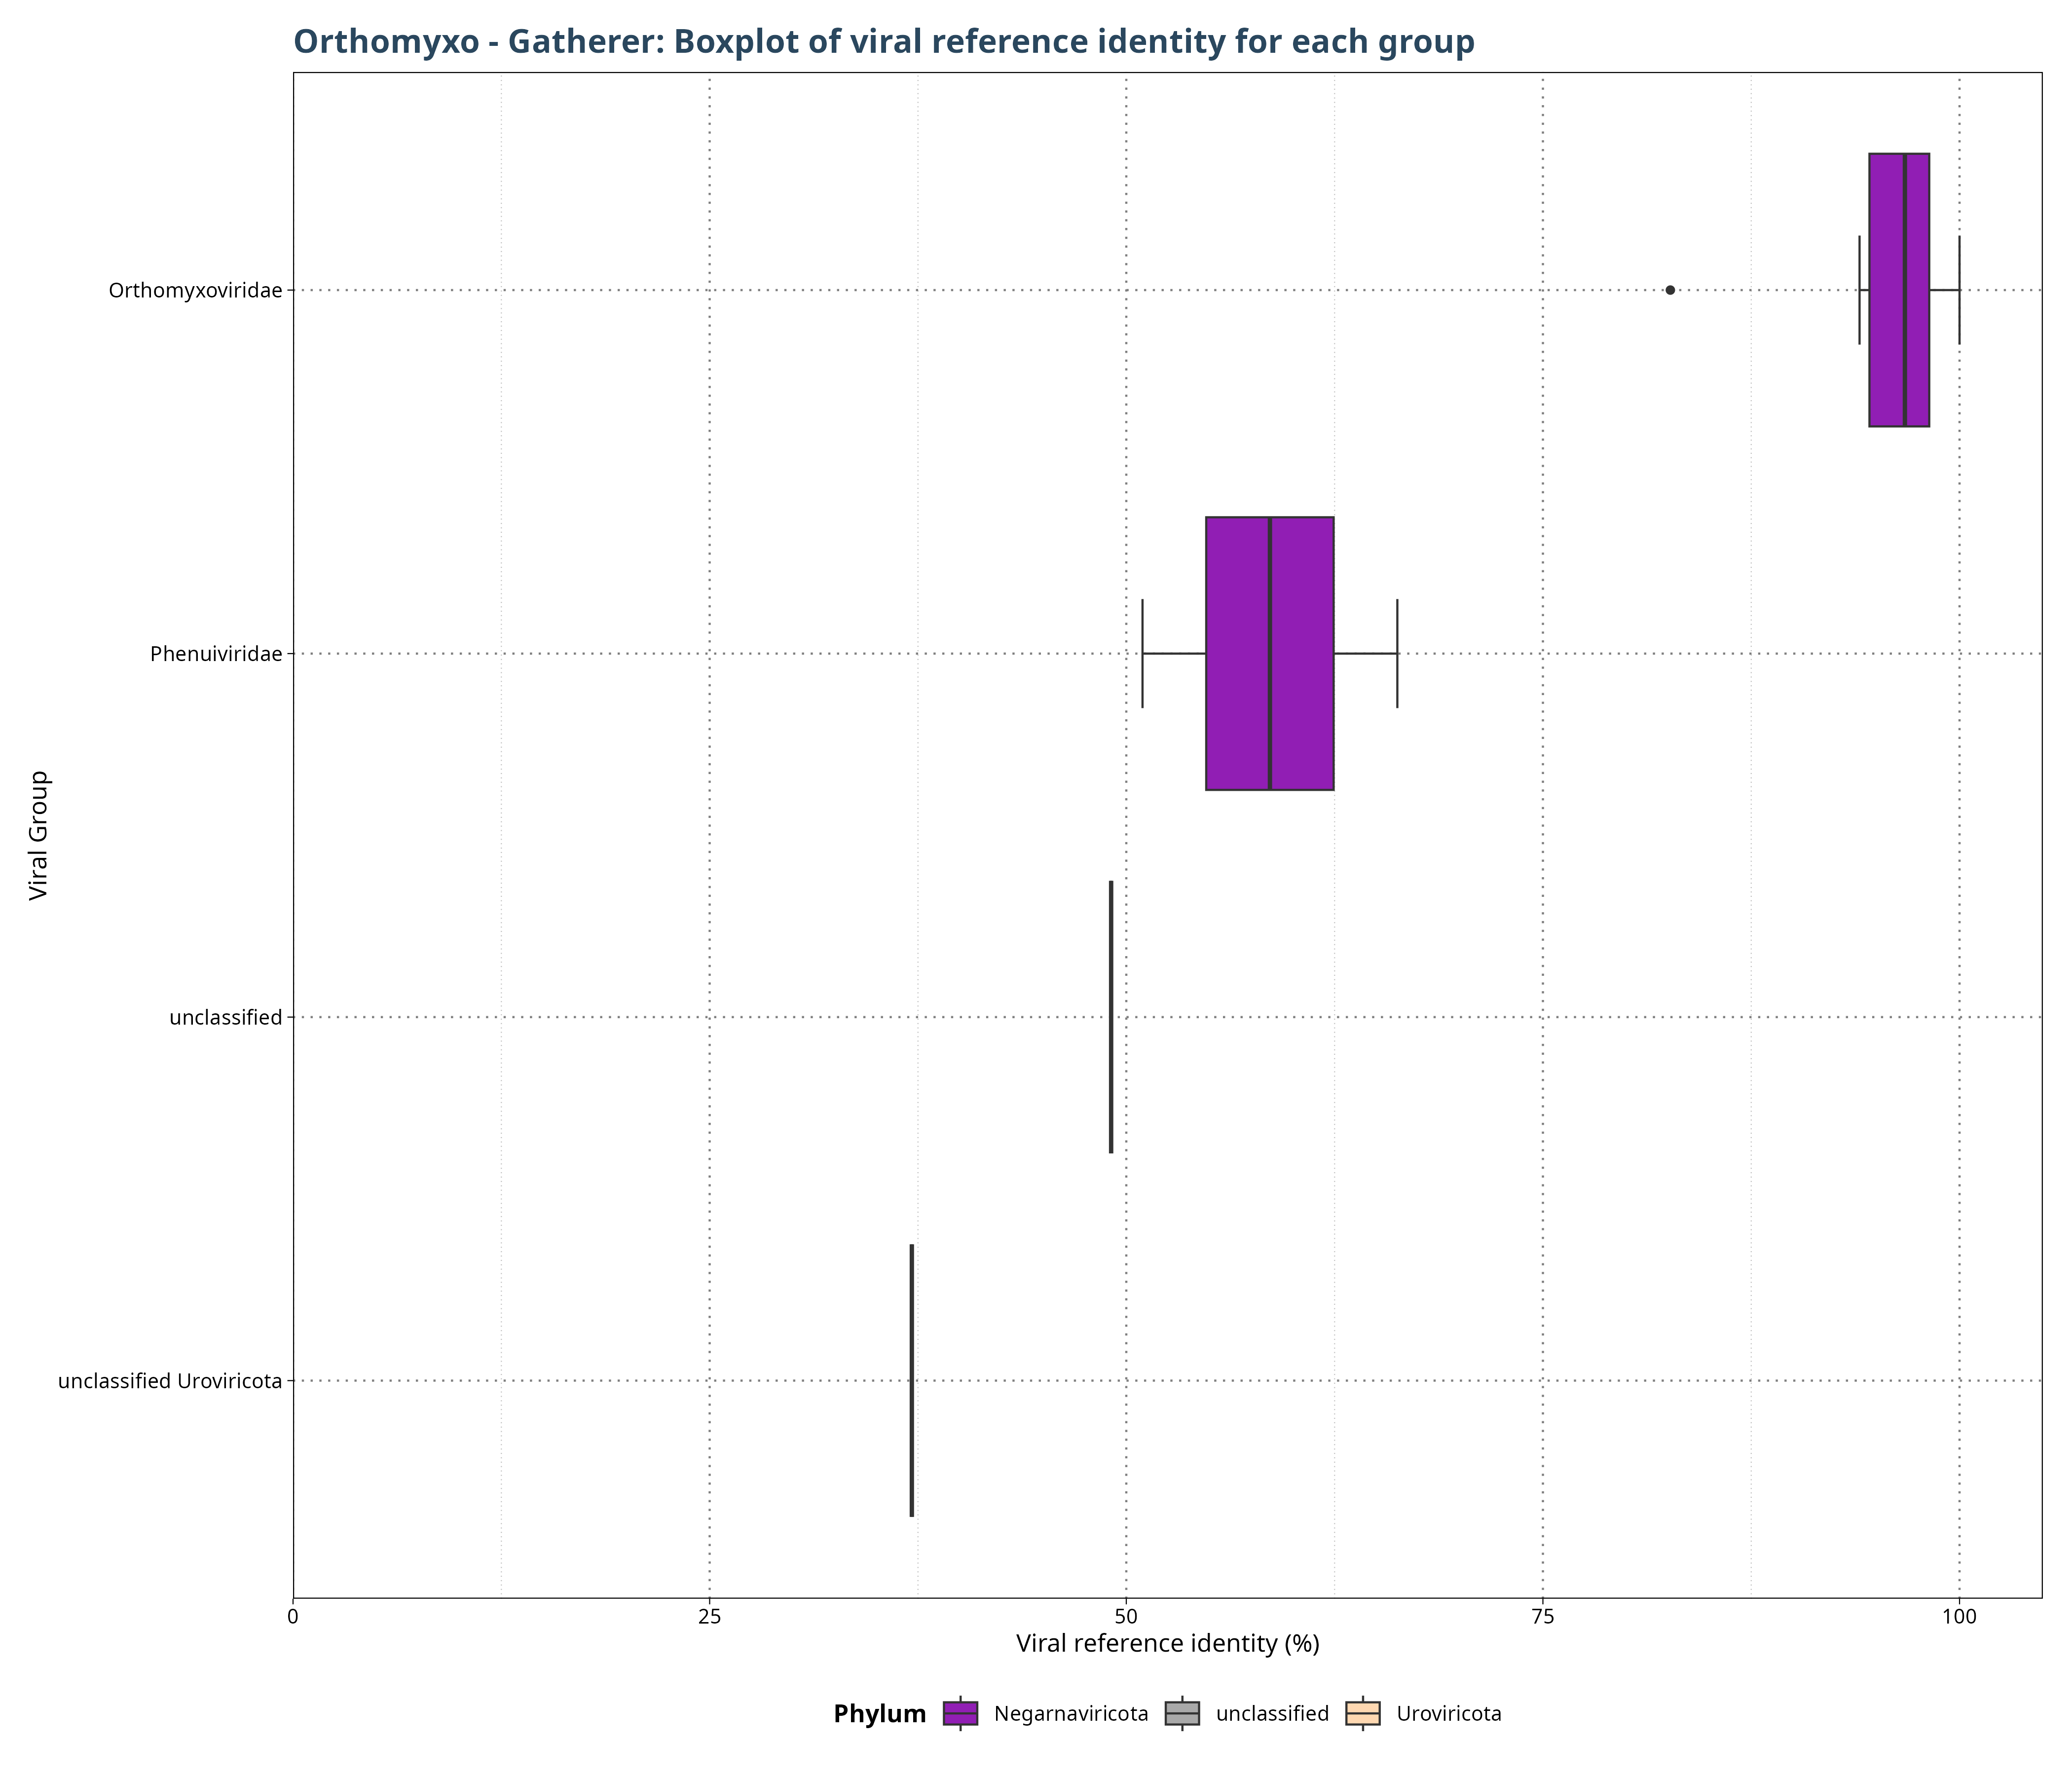 Orthomyxo - Gatherer: Boxplot of viral reference identity for each group
Viral Group
Orthomyxoviridae
Phenuiviridae
unclassified
unclassified Uroviricota
0 25 50 75 100
Viral reference identity (%)
Phylum Negarnaviricota unclassified Uroviricota